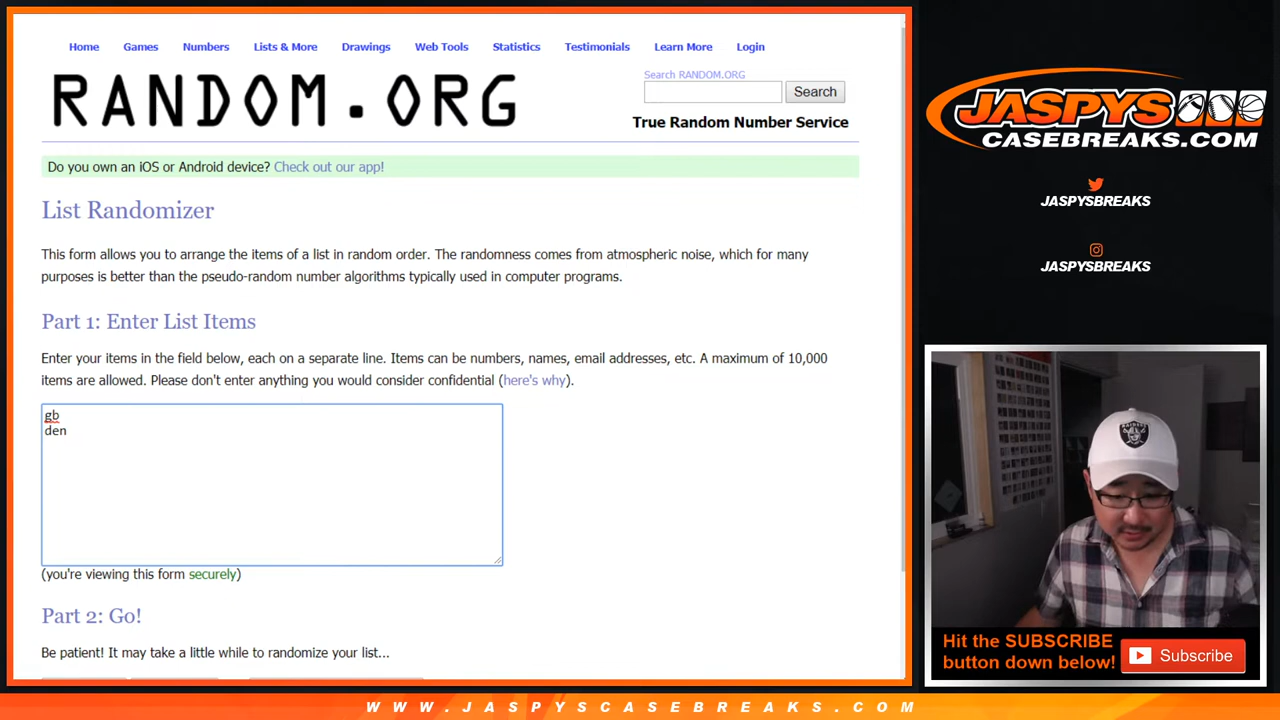 Home Games Numbers Lists & More Drawings Web Tools Statistics Testimonials Learn More Login
RANDOM.ORG
Search RANDOM.ORG
Search
True Random Number Service
Do you own an iOS or Android device? Check out our app!
List Randomizer
This form allows you to arrange the items of a list in random order. The randomness comes from atmospheric noise, which for many
purposes is better than the pseudo-random number algorithms typically used in computer programs.
Part 1: Enter List Items
Enter your items in the field below, each on a separate line. Items can be numbers, names, email addresses, etc. A maximum of 10,000
items are allowed. Please don't enter anything you would consider confidential (here's why).
gb
den
(you're viewing this form securely)
Part 2: Go!
Be patient! It may take a little while to randomize your list...
JASPYS
CASEBREAKS.COM
JASPYSBREAKS
JASPYSBREAKS
RAIDERS
Hit the SUBSCRIBE
button down below!
Subscribe
WWW.JASPYSCASEBREAKS.COM